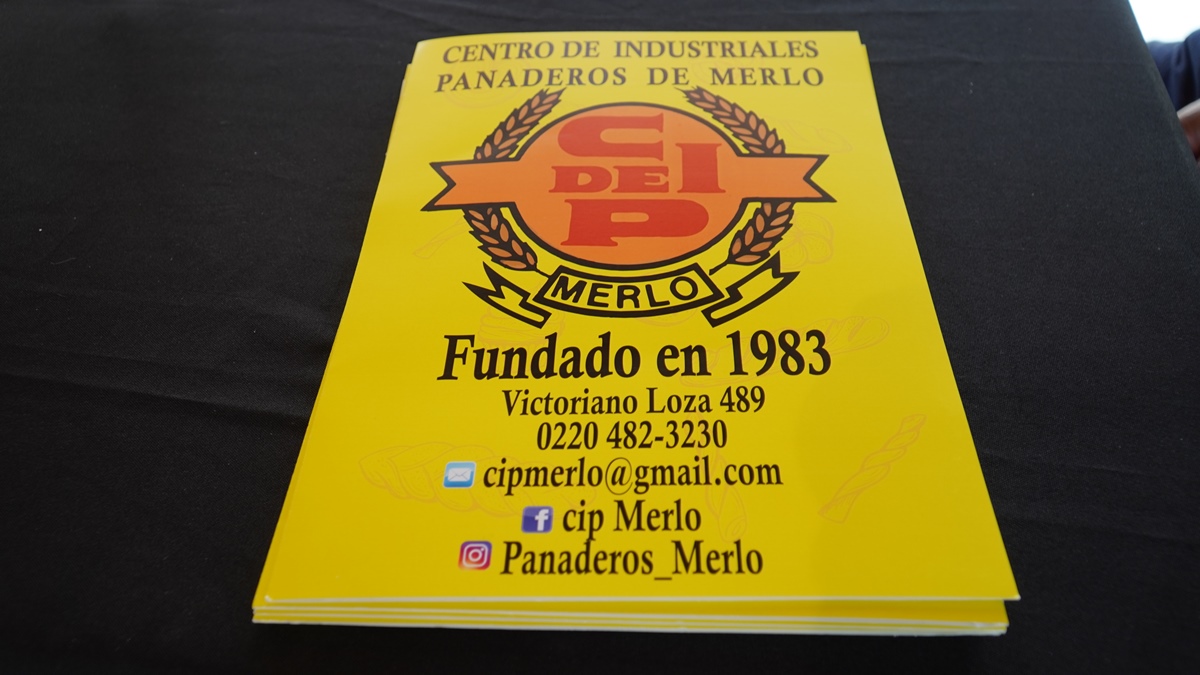 CENTRO DE INDUSTRIALES
PANADEROS DE MERLO
C
DE I
P
MERLO
Fundado en 1983
Victoriano Loza 489
0220 482-3230
cipmerlo@gmail.com
f cip Merlo
Panaderos_Merlo